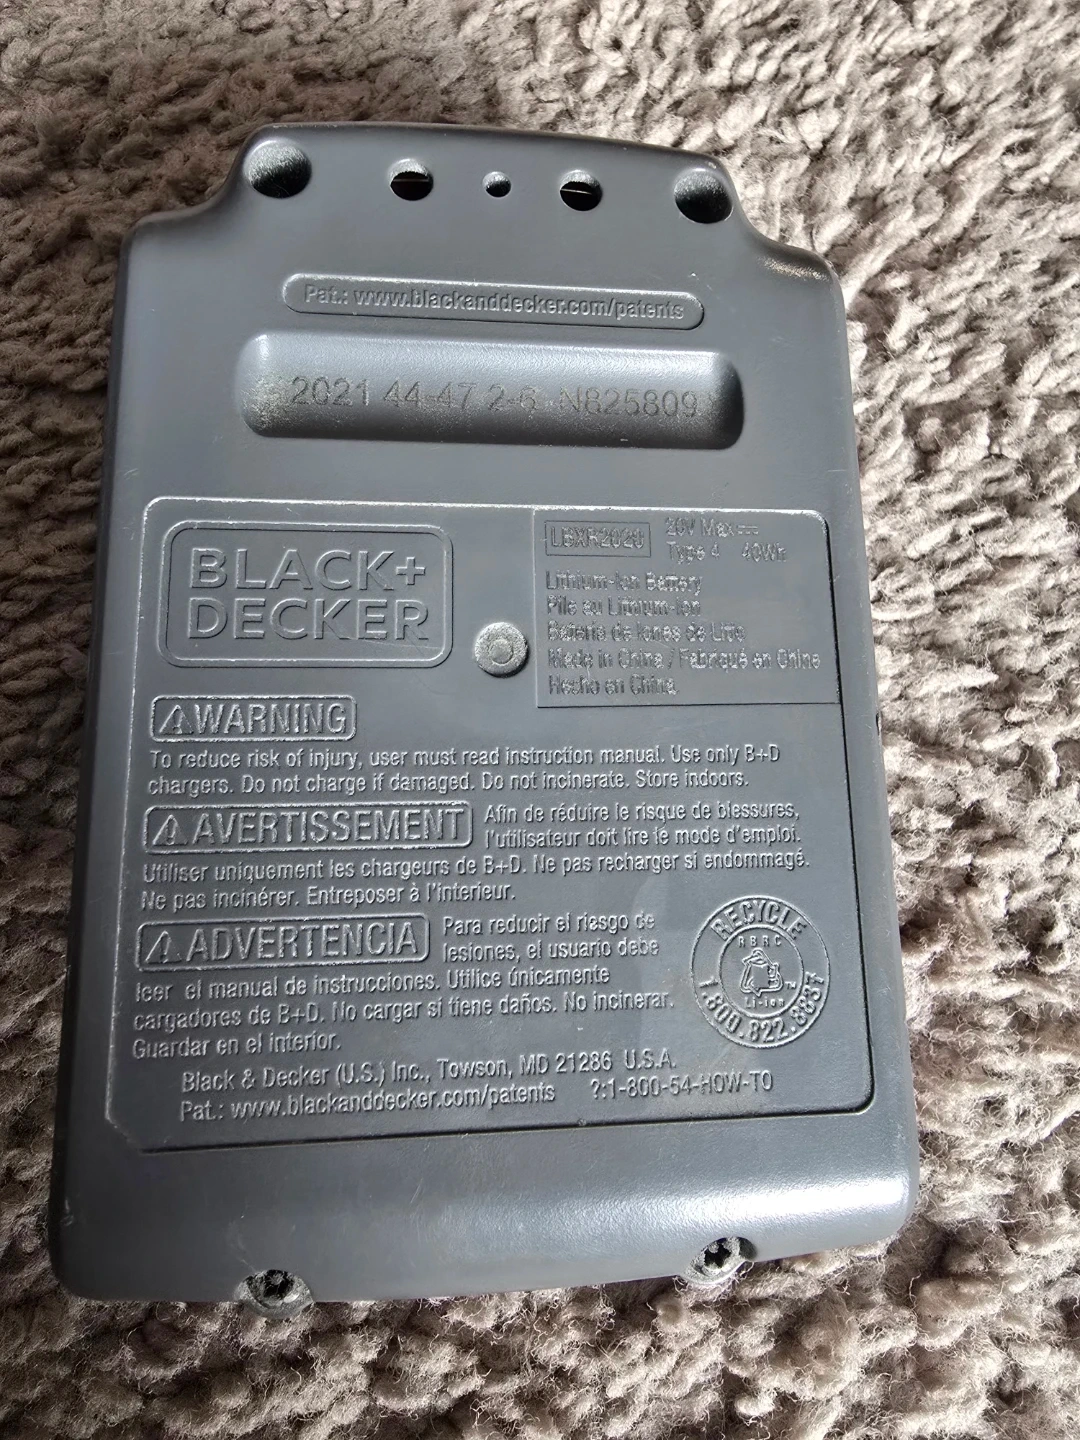 Pat.: www.blackanddecker.com/patents
2021 44-47 2-6 N825809
BLACK+
DECKER
LBXR2020
20V Max
Type 4 40Wh
Lithium-Ion Battery
Pile au Lithium-ion
Batería de Iones de Litio
Made in China / Fabriqué en Chine
Hecho en China.
WARNING
To reduce risk of injury, user must read instruction manual. Use only B+D
chargers. Do not charge if damaged. Do not incinerate. Store indoors.
AVERTISSEMENT Afin de réduire le risque de blessures,
l'utilisateur doit lire le mode d'emploi.
Utiliser uniquement les chargeurs de B+D. Ne pas recharger si endommagé.
Ne pas incinérer. Entreposer à l'interieur.
ADVERTENCIA Para reducir el riesgo de
lesiones, el usuario debe
leer el manual de instrucciones. Utilice únicamente
cargadores de B+D. No cargar si tiene daños. No incinerar.
Guardar en el interior.
RECYCLE
RBRC
Li-ion
TM
1.800.822.8837
Black & Decker (U.S.) Inc., Towson, MD 21286 U.S.A.
Pat.: www.blackanddecker.com/patents ?:1-800-54-HOW-TO